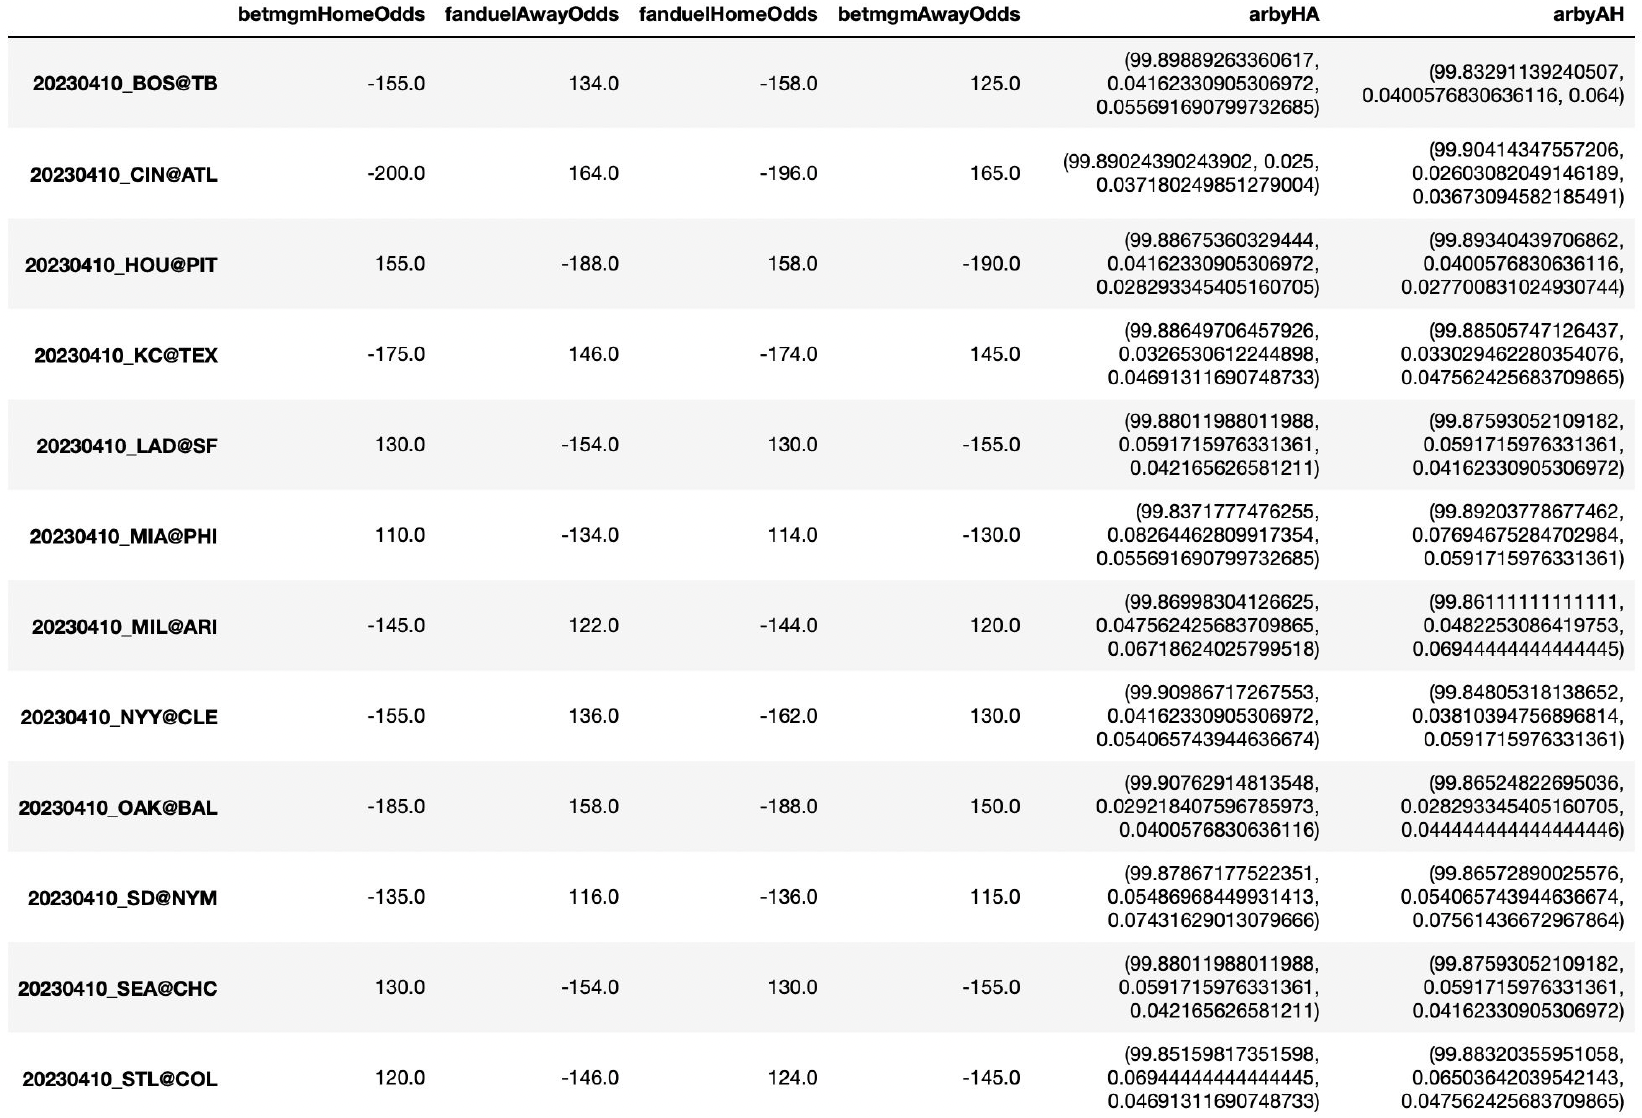 betmgmHomeOdds fanduelAwayOdds fanduelHomeOdds betmgmAwayOdds arbyHA arbyAH
20230410_BOS@TB -155.0 134.0 -158.0 125.0 (99.89889263360617, 0.04162330905306972, 0.055691690799732685) (99.83291139240507, 0.0400576830636116, 0.064)
20230410_CIN@ATL -200.0 164.0 -196.0 165.0 (99.89024390243902, 0.025, 0.037180249851279004) (99.90414347557206, 0.02603082049146189, 0.03673094582185491)
20230410_HOU@PIT 155.0 -188.0 158.0 -190.0 (99.88675360329444, 0.04162330905306972, 0.028293345405160705) (99.89340439706862, 0.0400576830636116, 0.027700831024930744)
20230410_KC@TEX -175.0 146.0 -174.0 145.0 (99.88649706457926, 0.0326530612244898, 0.04691311690748733) (99.88505747126437, 0.033029462280354076, 0.047562425683709865)
20230410_LAD@SF 130.0 -154.0 130.0 -155.0 (99.88011988011988, 0.0591715976331361, 0.042165626581211) (99.87593052109182, 0.0591715976331361, 0.04162330905306972)
20230410_MIA@PHI 110.0 -134.0 114.0 -130.0 (99.8371777476255, 0.08264462809917354, 0.055691690799732685) (99.89203778677462, 0.07694675284702984, 0.0591715976331361)
20230410_MIL@ARI -145.0 122.0 -144.0 120.0 (99.86998304126625, 0.047562425683709865, 0.06718624025799518) (99.86111111111111, 0.0482253086419753, 0.06944444444444445)
20230410_NYY@CLE -155.0 136.0 -162.0 130.0 (99.90986717267553, 0.04162330905306972, 0.054065743944636674) (99.84805318138652, 0.03810394756896814, 0.0591715976331361)
20230410_OAK@BAL -185.0 158.0 -188.0 150.0 (99.90762914813548, 0.029218407596785973, 0.0400576830636116) (99.86524822695036, 0.028293345405160705, 0.044444444444444446)
20230410_SD@NYM -135.0 116.0 -136.0 115.0 (99.87867177522351, 0.05486968449931413, 0.07431629013079666) (99.86572890025576, 0.054065743944636674, 0.07561436672967864)
20230410_SEA@CHC 130.0 -154.0 130.0 -155.0 (99.88011988011988, 0.0591715976331361, 0.042165626581211) (99.87593052109182, 0.0591715976331361, 0.04162330905306972)
20230410_STL@COL 120.0 -146.0 124.0 -145.0 (99.85159817351598, 0.06944444444444445, 0.04691311690748733) (99.88320355951058, 0.06503642039542143, 0.047562425683709865)